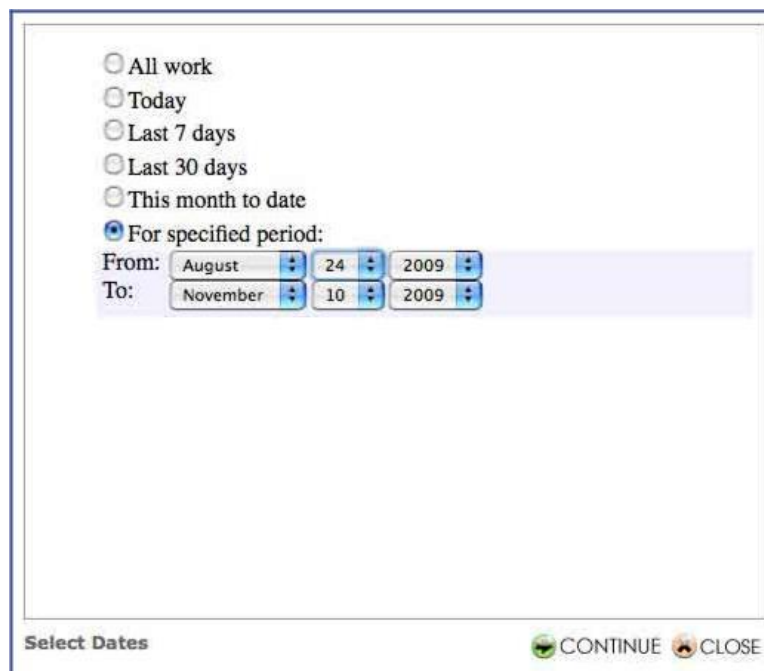 All work
Today
Last 7 days
Last 30 days
This month to date
For specified period:
From: August 24 2009
To: November 10 2009
Select Dates CONTINUE CLOSE